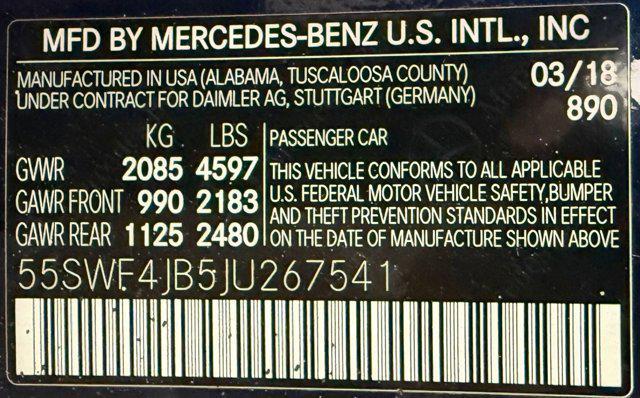 MFD BY MERCEDES-BENZ U.S. INTL., INC
MANUFACTURED IN USA (ALABAMA, TUSCALOOSA COUNTY) 03/18
UNDER CONTRACT FOR DAIMLER AG, STUTTGART (GERMANY) 890
KG LBS
GVWR 2085 4597
GAWR FRONT 990 2183
GAWR REAR 1125 2480
PASSENGER CAR
THIS VEHICLE CONFORMS TO ALL APPLICABLE
U.S. FEDERAL MOTOR VEHICLE SAFETY,BUMPER
AND THEFT PREVENTION STANDARDS IN EFFECT
ON THE DATE OF MANUFACTURE SHOWN ABOVE
55SWF4JB5JU267541